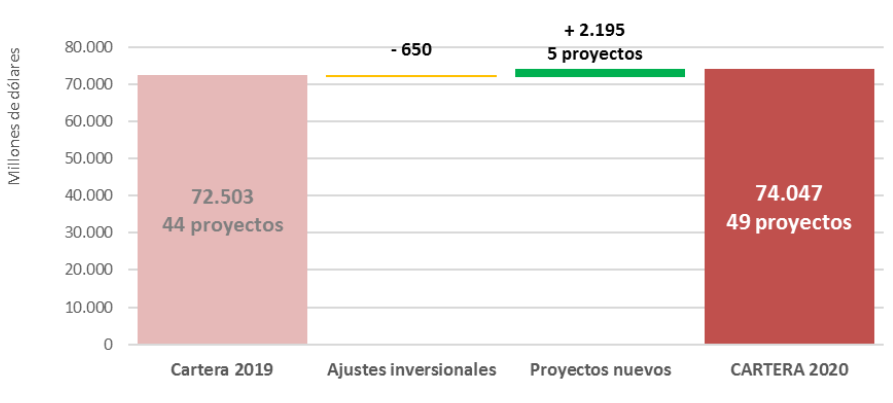 Millones de dólares
80.000
70.000
60.000
50.000
40.000
30.000
20.000
10.000
0
72.503
44 proyectos
- 650
+ 2.195
5 proyectos
74.047
49 proyectos
Cartera 2019
Ajustes inversionales
Proyectos nuevos
CARTERA 2020